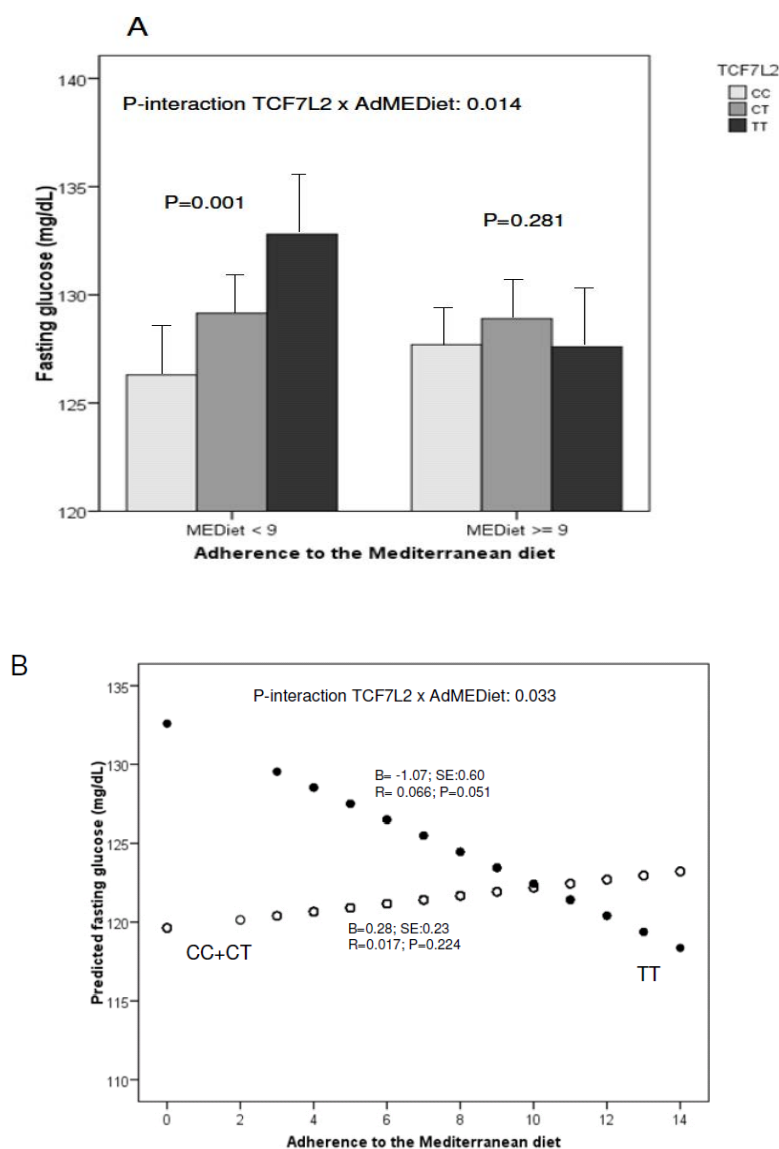 A
TCF7L2
CC
CT
TT
P-interaction TCF7L2 x AdMEDiet: 0.014
P=0.001
P=0.281
Fasting glucose (mg/dL)
140
135
130
125
120
MEDiet < 9
MEDiet >= 9
Adherence to the Mediterranean diet
B
P-interaction TCF7L2 x AdMEDiet: 0.033
B= -1.07; SE:0.60
R= 0.066; P=0.051
B=0.28; SE:0.23
R=0.017; P=0.224
CC+CT
TT
Predicted fasting glucose (mg/dL)
135
130
125
120
115
110
0 2 4 6 8 10 12 14
Adherence to the Mediterranean diet